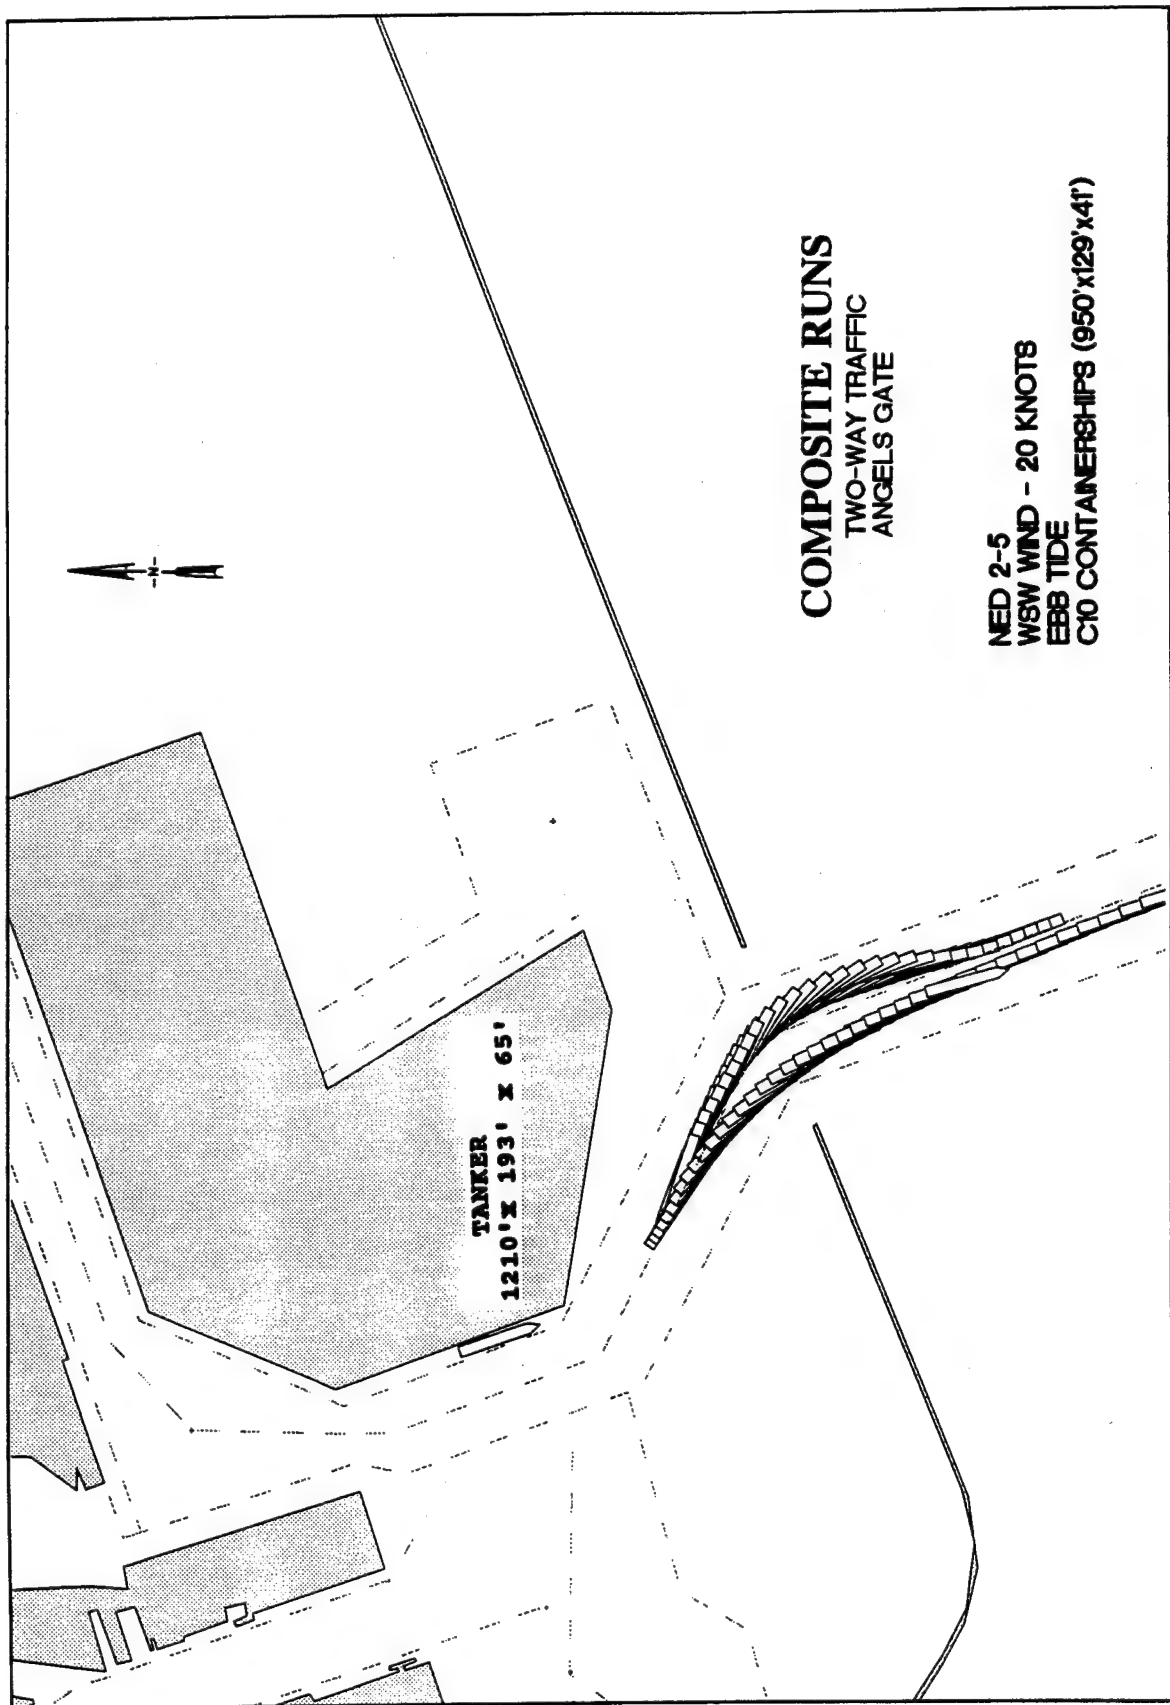 -N-
TANKER
1210'X 193' X 65'
COMPOSITE RUNS
TWO-WAY TRAFFIC
ANGELS GATE
NED 2-5
WSW WIND - 20 KNOTS
EBB TIDE
C10 CONTAINERSHIPS (950'x129'x41')